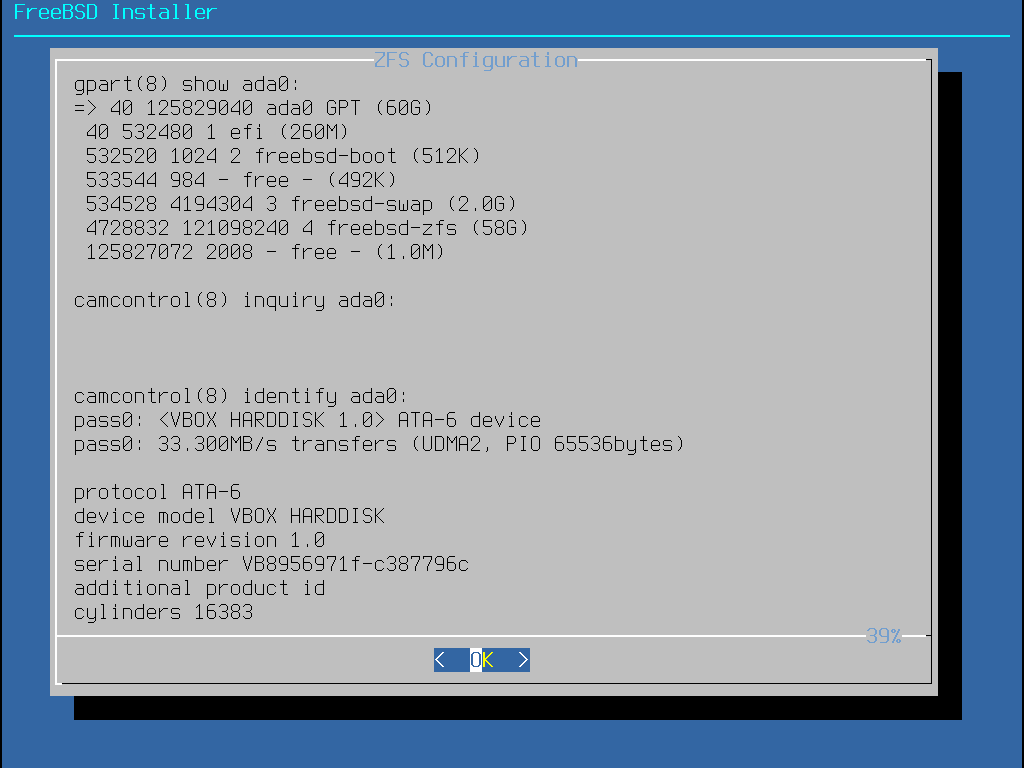 FreeBSD Installer
ZFS Configuration
gpart(8) show ada0:
=> 40 125829040 ada0 GPT (60G)
40 532480 1 efi (260M)
532520 1024 2 freebsd-boot (512K)
533544 984 - free - (492K)
534528 4194304 3 freebsd-swap (2.0G)
4728832 121098240 4 freebsd-zfs (58G)
125827072 2008 - free - (1.0M)
camcontrol(8) inquiry ada0:
camcontrol(8) identify ada0:
pass0: <VBOX HARDDISK 1.0> ATA-6 device
pass0: 33.300MB/s transfers (UDMA2, PIO 65536bytes)
protocol ATA-6
device model VBOX HARDDISK
firmware revision 1.0
serial number VB8956971f-c387796c
additional product id
cylinders 16383
39%
< OK >